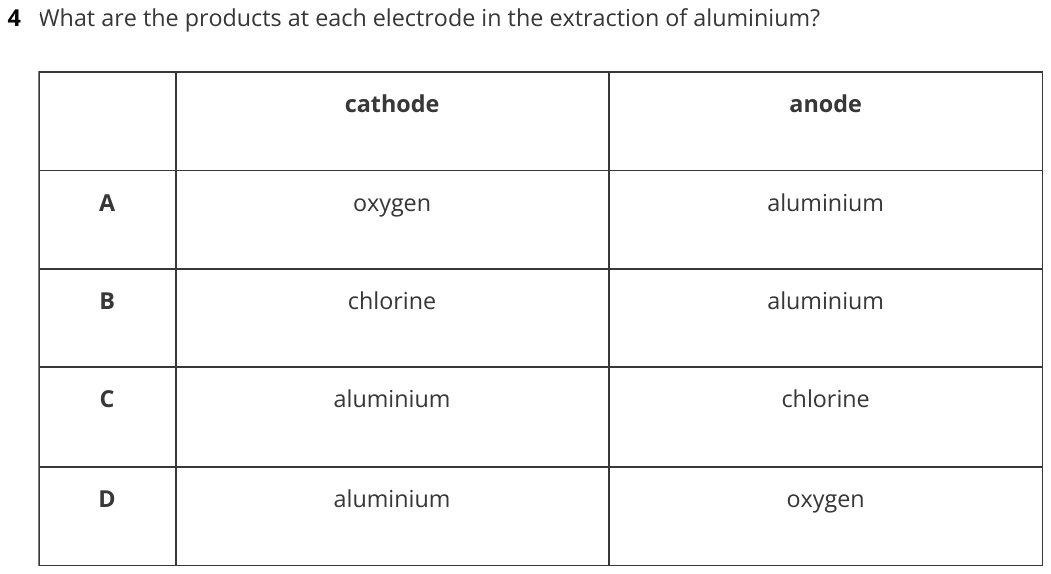 4 What are the products at each electrode in the extraction of aluminium?
cathode anode
A oxygen aluminium
B chlorine aluminium
C aluminium chlorine
D aluminium oxygen